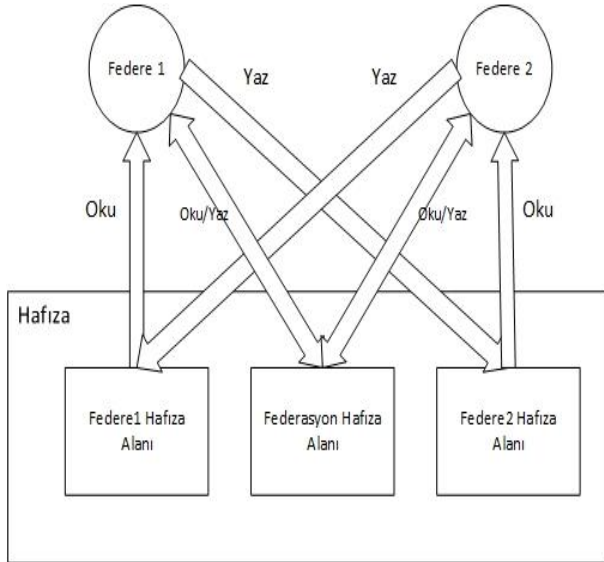 Federe 1
Yaz
Yaz
Federe 2
Oku
Oku/Yaz
Oku/Yaz
Oku
Hafıza
Federe1 Hafıza
Alanı
Federasyon Hafıza
Alanı
Federe2 Hafıza
Alanı